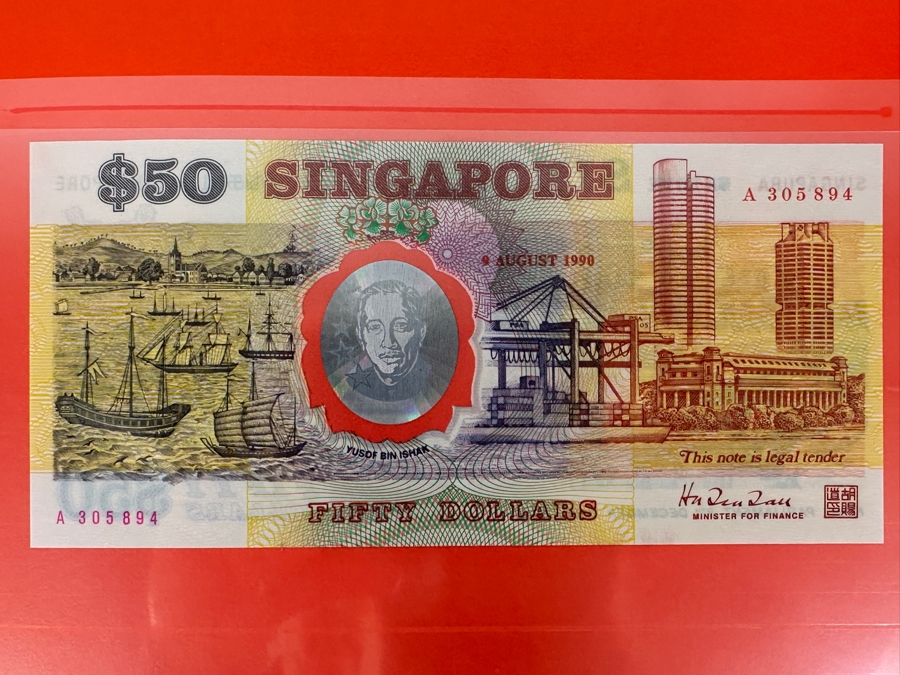 $50 SINGAPORE
A 305894
9 AUGUST 1990
YUSOF BIN ISHAK
This note is legal tender
A 305894
FIFTY DOLLARS
MINISTER FOR FINANCE